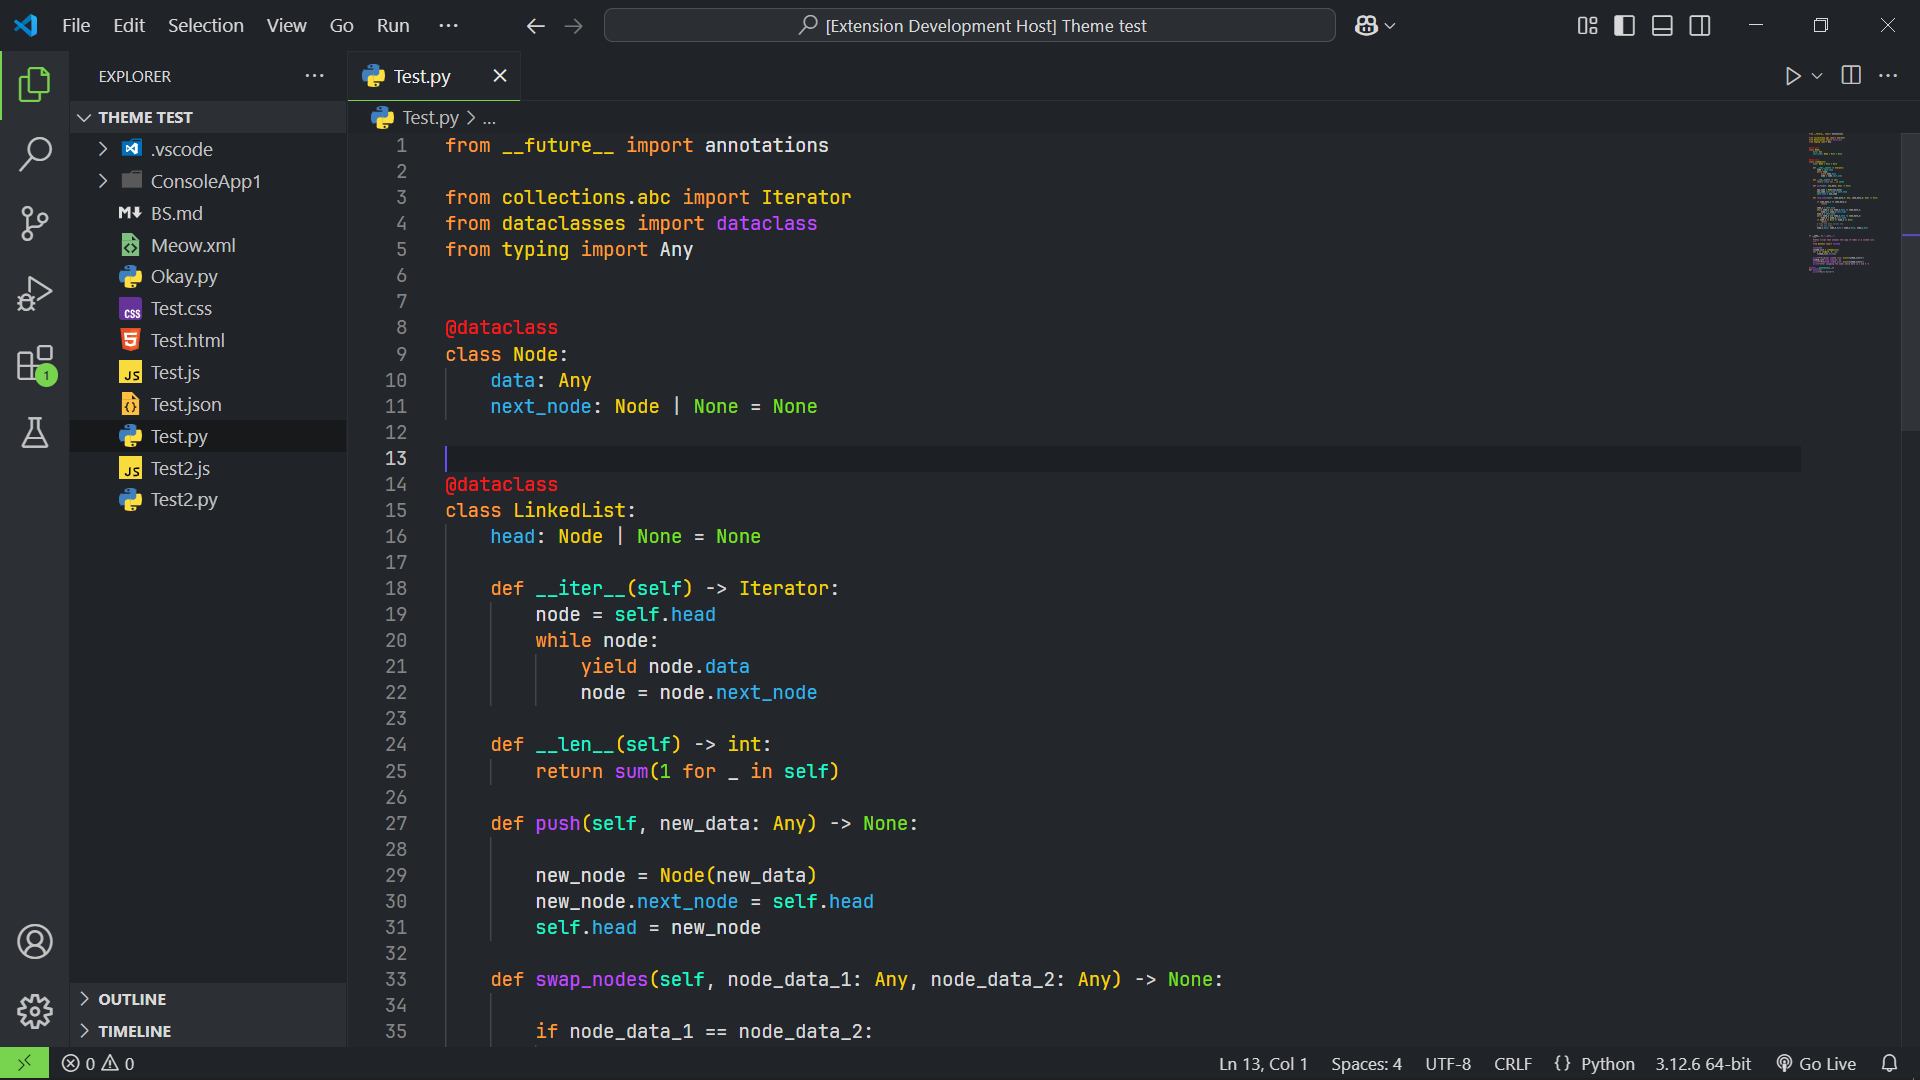 File Edit Selection View Go Run ··· [Extension Development Host] Theme test
EXPLORER ···
THEME TEST
.vscode
ConsoleApp1
BS.md
Meow.xml
Okay.py
Test.css
Test.html
Test.js
Test.json
Test.py
Test2.js
Test2.py
OUTLINE
TIMELINE
1
Test.py
Test.py > ...
1 from __future__ import annotations
2
3 from collections.abc import Iterator
4 from dataclasses import dataclass
5 from typing import Any
6
7
8 @dataclass
9 class Node:
10     data: Any
11     next_node: Node | None = None
12
13
14 @dataclass
15 class LinkedList:
16     head: Node | None = None
17
18     def __iter__(self) -> Iterator:
19         node = self.head
20         while node:
21             yield node.data
22             node = node.next_node
23
24     def __len__(self) -> int:
25         return sum(1 for _ in self)
26
27     def push(self, new_data: Any) -> None:
28
29         new_node = Node(new_data)
30         new_node.next_node = self.head
31         self.head = new_node
32
33     def swap_nodes(self, node_data_1: Any, node_data_2: Any) -> None:
34
35         if node_data_1 == node_data_2:
0 0 Ln 13, Col 1 Spaces: 4 UTF-8 CRLF {} Python 3.12.6 64-bit Go Live